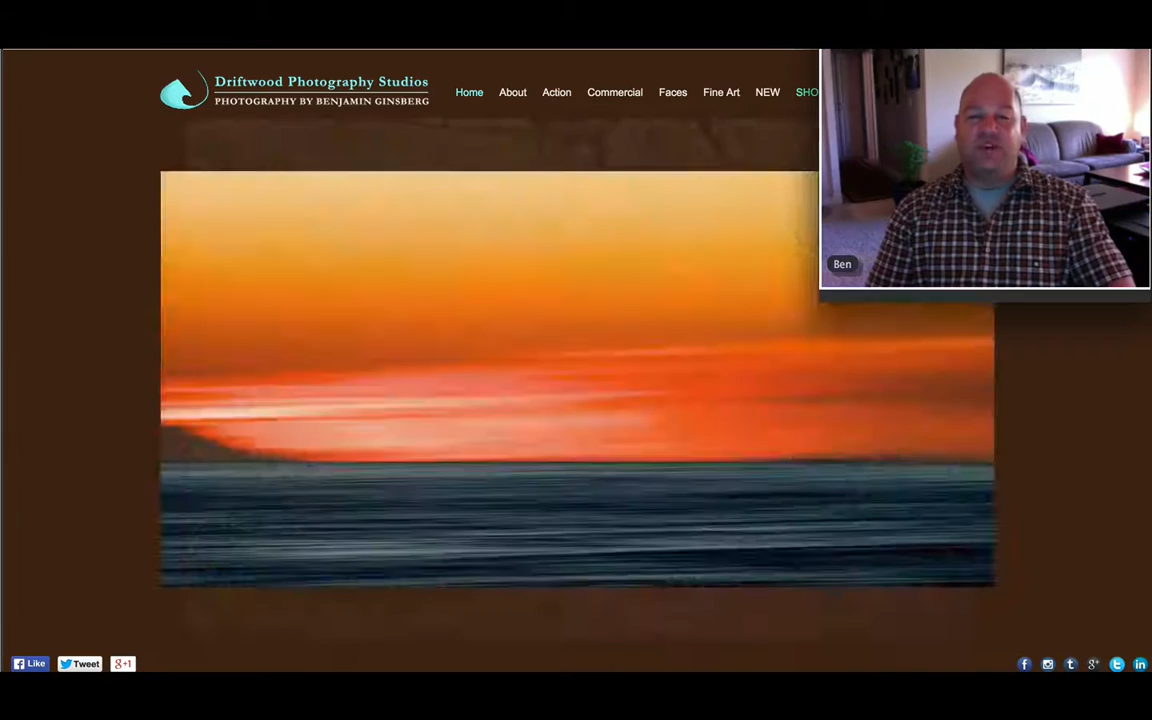 Driftwood Photography Studios
PHOTOGRAPHY BY BENJAMIN GINSBERG
Home About Action Commercial Faces Fine Art NEW SHO
Ben
Like Tweet g+1